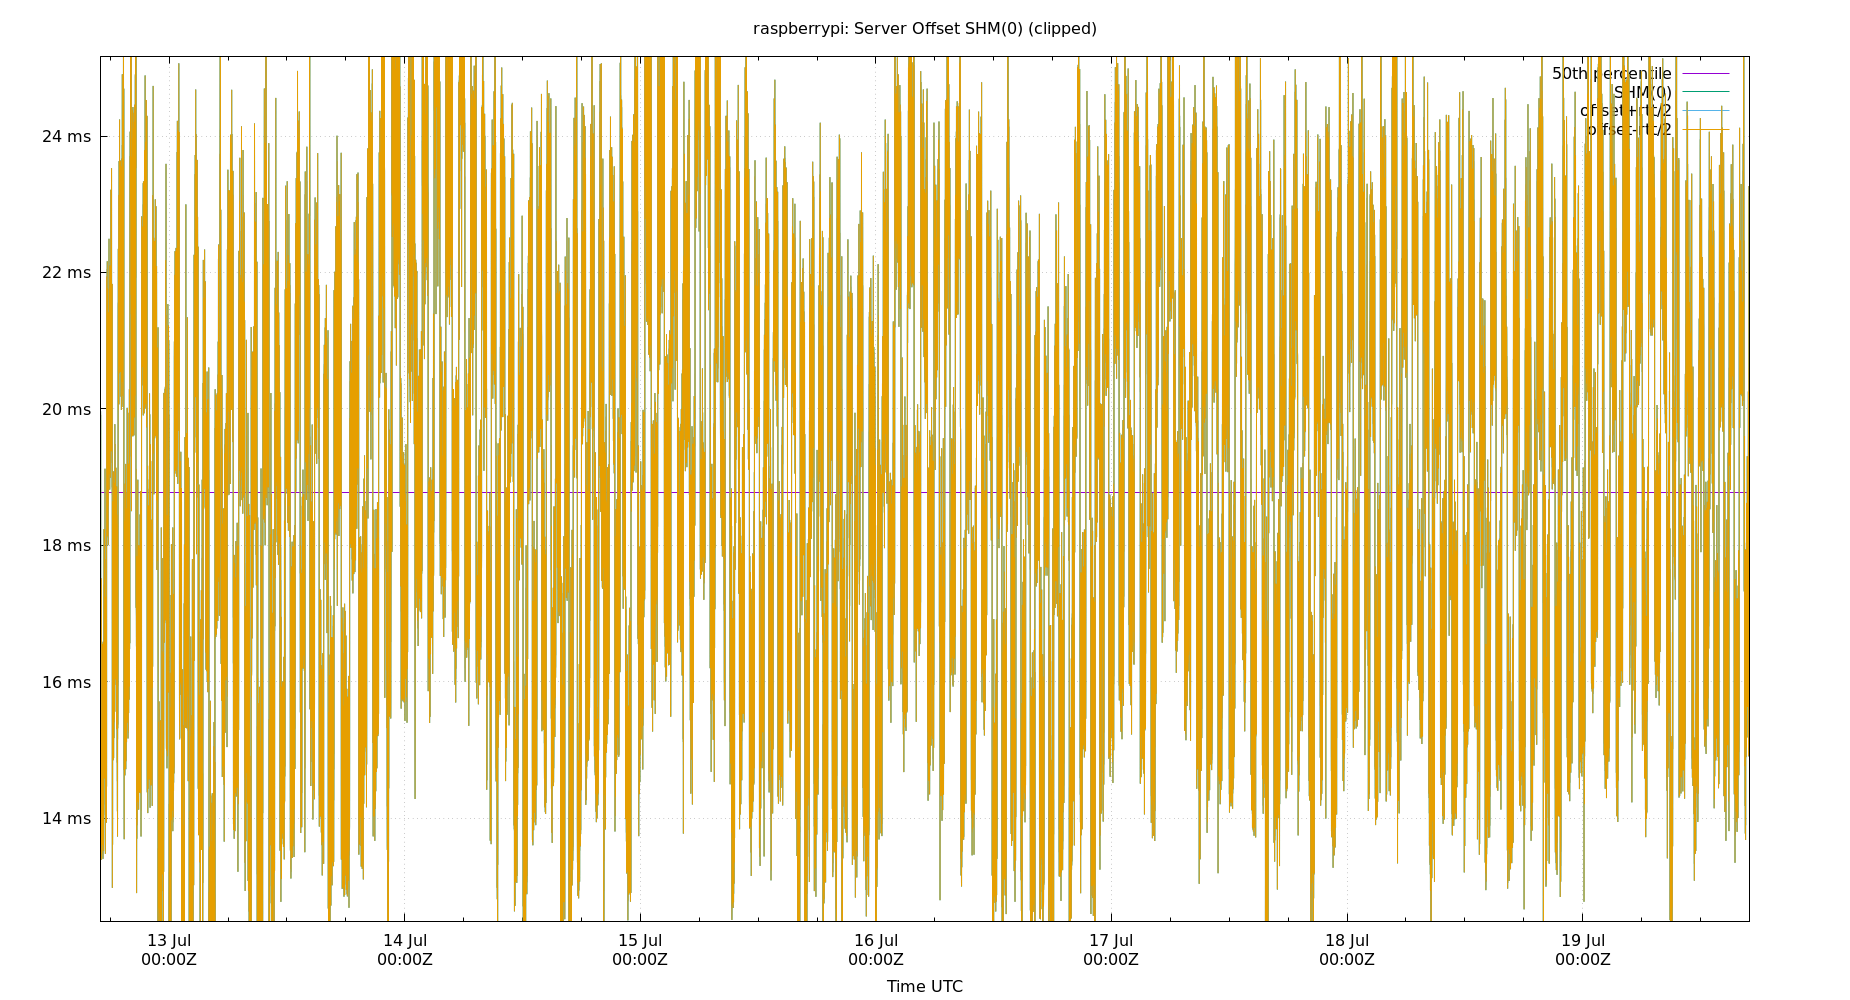 raspberrypi: Server Offset SHM(0) (clipped)
50th percentile
SHM(0)
offset+rtt/2
offset-rtt/2
24 ms
22 ms
20 ms
18 ms
16 ms
14 ms
13 Jul
00:00Z
14 Jul
00:00Z
15 Jul
00:00Z
16 Jul
00:00Z
17 Jul
00:00Z
18 Jul
00:00Z
19 Jul
00:00Z
Time UTC